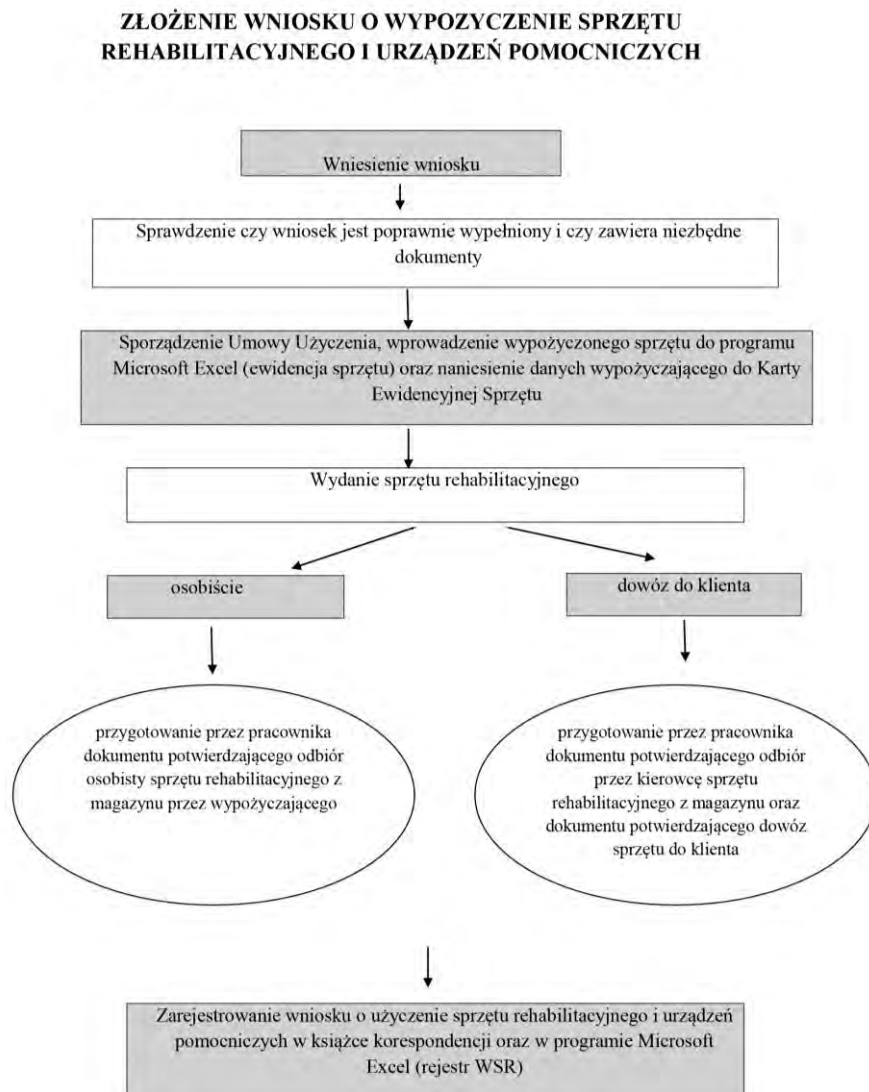 ZŁOŻENIE WNIOSKU O WYPOZYCZENIE SPRZĘTU
REHABILITACYJNEGO I URZĄDZEŃ POMOCNICZYCH
Wniesienie wniosku
Sprawdzenie czy wniosek jest poprawnie wypełniony i czy zawiera niezbędne
dokumenty
Sporządzenie Umowy Użyczenia, wprowadzenie wypożyczonego sprzętu do programu
Microsoft Excel (ewidencja sprzętu) oraz naniesienie danych wypożyczającego do Karty
Ewidencyjnej Sprzętu
Wydanie sprzętu rehabilitacyjnego
osobiście
dowóz do klienta
przygotowanie przez pracownika
dokumentu potwierdzającego odbiór
osobisty sprzętu rehabilitacyjnego z
magazynu przez wypożyczającego
przygotowanie przez pracownika
dokumentu potwierdzającego odbiór
przez kierowcę sprzętu
rehabilitacyjnego z magazynu oraz
dokumentu potwierdzającego dowóz
sprzętu do klienta
Zarejestrowanie wniosku o użyczenie sprzętu rehabilitacyjnego i urządzeń
pomocniczych w książce korespondencji oraz w programie Microsoft
Excel (rejestr WSR)